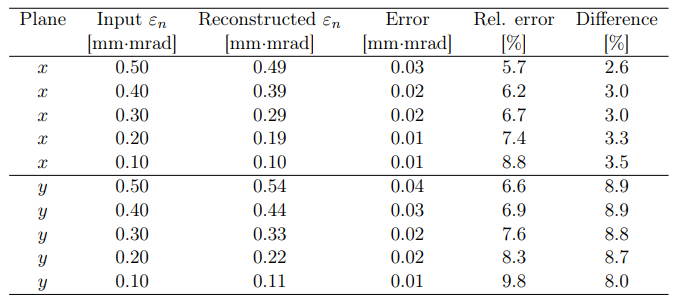 Plane Input εn Reconstructed εn Error Rel. error Difference
[mm·mrad] [mm·mrad] [mm·mrad] [%] [%]
x 0.50 0.49 0.03 5.7 2.6
x 0.40 0.39 0.02 6.2 3.0
x 0.30 0.29 0.02 6.7 3.0
x 0.20 0.19 0.01 7.4 3.3
x 0.10 0.10 0.01 8.8 3.5
y 0.50 0.54 0.04 6.6 8.9
y 0.40 0.44 0.03 6.9 8.9
y 0.30 0.33 0.02 7.6 8.8
y 0.20 0.22 0.02 8.3 8.7
y 0.10 0.11 0.01 9.8 8.0